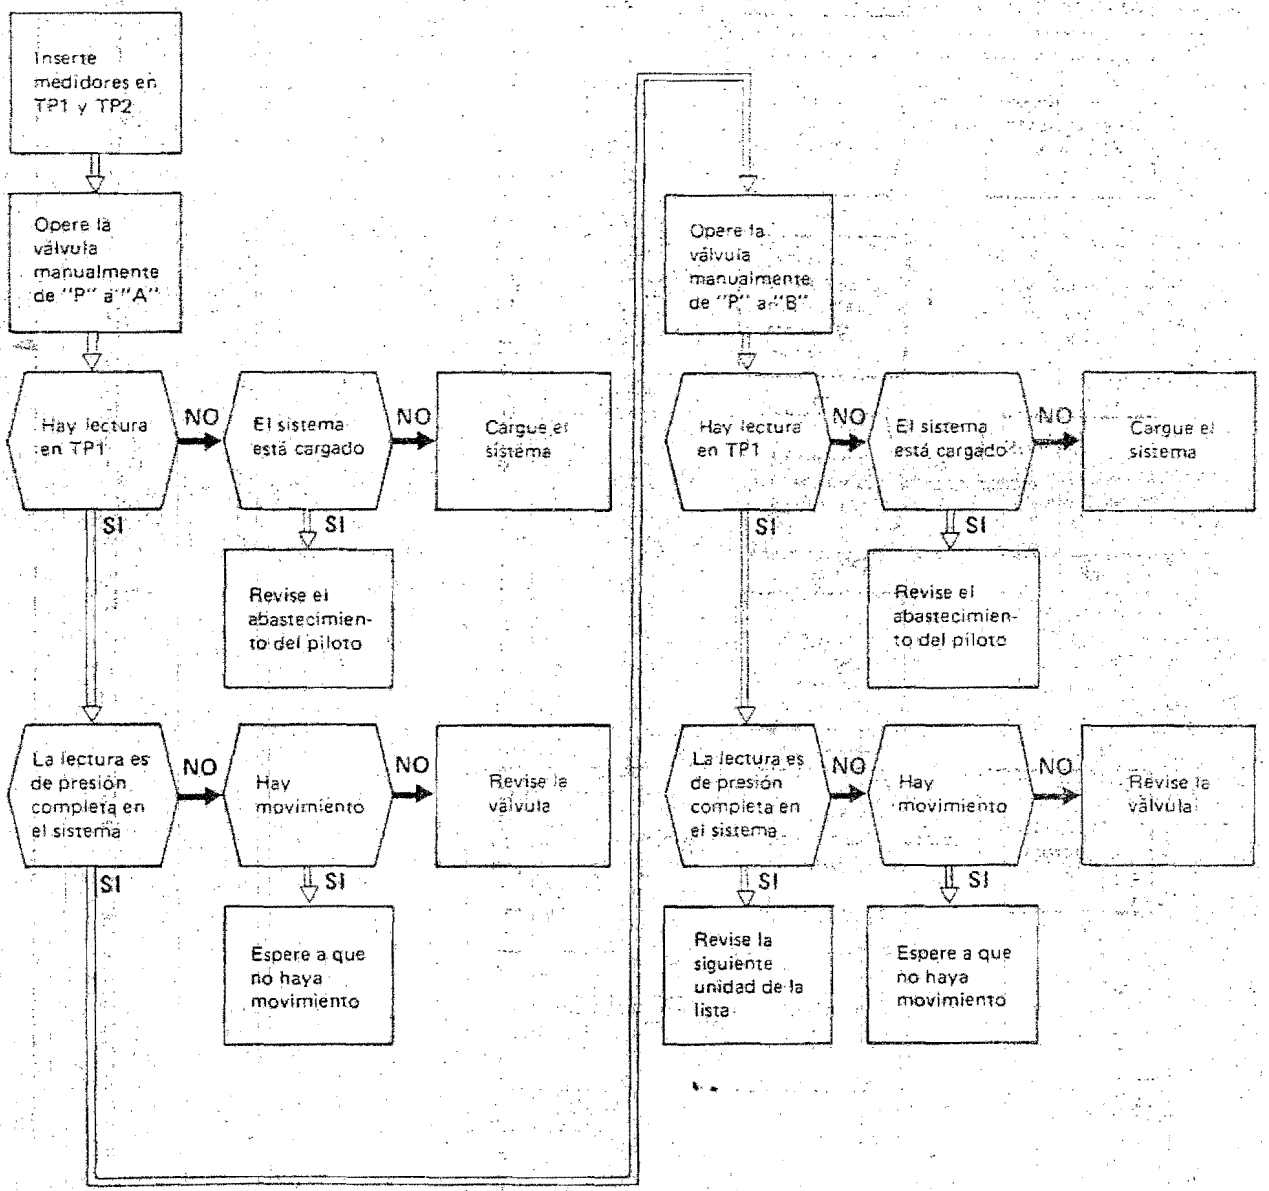 Inserte
medidores en
TP1 y TP2
Opere la
válvula
manualmente
de "P" a "A"
Hay lectura
en TP1
NO
El sistema
está cargado
NO
Cargue el
sistema
SI
SI
Revise el
abastecimien-
to del piloto
La lectura es
de presión
completa en
el sistema
NO
Hay
movimiento
NO
Revise la
válvula
SI
SI
Espere a que
no haya
movimiento
Opere la
válvula
manualmente
de "P" a "B"
Hay lectura
en TP1
NO
El sistema
está cargado
NO
Cargue el
sistema
SI
SI
Revise el
abastecimien-
to del piloto
La lectura es
de presión
completa en
el sistema
NO
Hay
movimiento
NO
Revise la
válvula
SI
SI
Revise la
siguiente
unidad de la
lista
Espere a que
no haya
movimiento